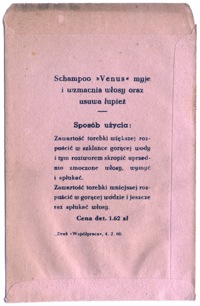 Schampoo »Venus« myje
i wzmacnia włosy oraz
usuwa łupież
Sposób użycia:
Zawartość torebki większej roz-
puścić w szklance gorącej wody
i tym roztworem skropić uprzed-
nio zmoczone włosy, wymyć
i spłukać.
Zawartość torebki mniejszej roz-
puścić w gorącej wodzie i jeszcze
raz spłukać włosy.
Cena det. 1.62 zł
Druk »Współpraca«, 4. 2. 60.